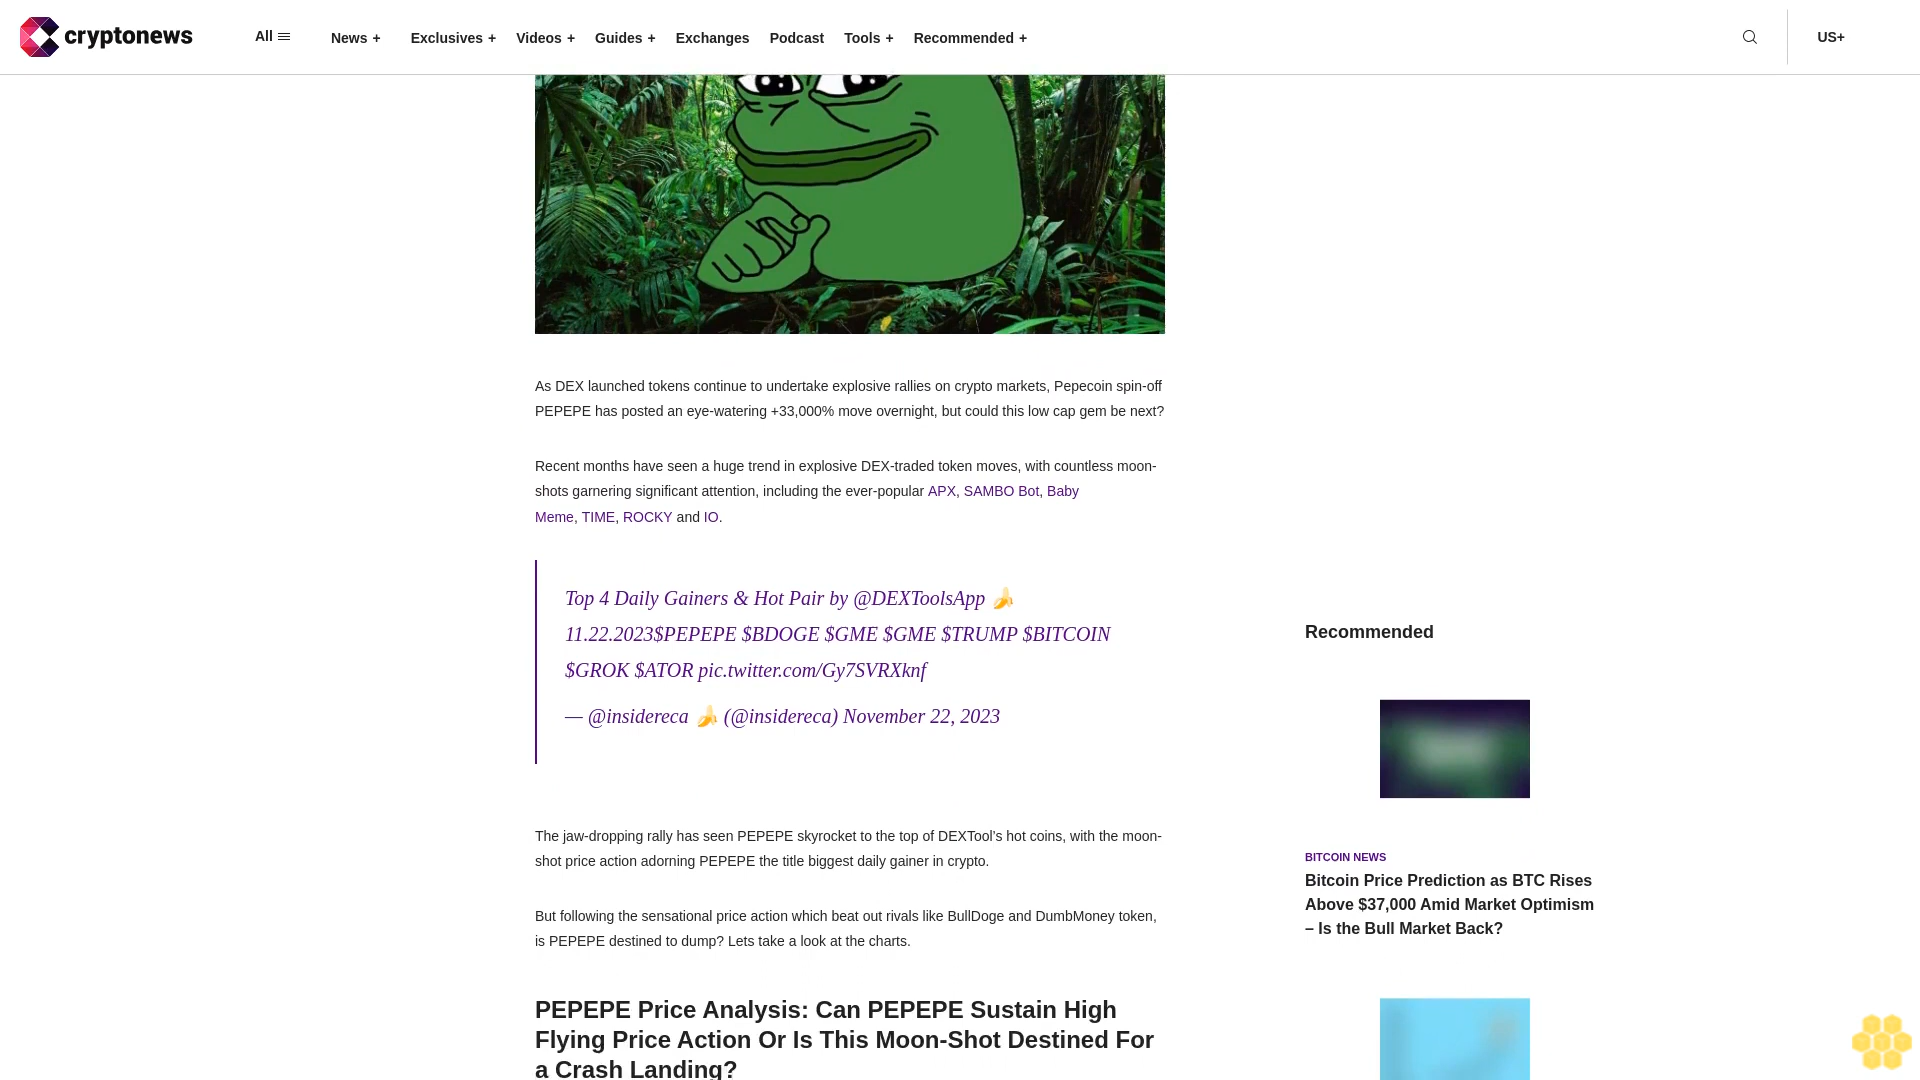 cryptonews
All
News +
Exclusives +
Videos +
Guides +
Exchanges
Podcast
Tools +
Recommended +
US+
As DEX launched tokens continue to undertake explosive rallies on crypto markets, Pepecoin spin-off
PEPEPE has posted an eye-watering +33,000% move overnight, but could this low cap gem be next?
Recent months have seen a huge trend in explosive DEX-traded token moves, with countless moon-
shots garnering significant attention, including the ever-popular APX, SAMBO Bot, Baby
Meme, TIME, ROCKY and IO.
Top 4 Daily Gainers & Hot Pair by @DEXToolsApp 🍌
11.22.2023$PEPEPE $BDOGE $GME $GME $TRUMP $BITCOIN
$GROK $ATOR pic.twitter.com/Gy7SVRXknf
— @insidereca 🍌 (@insidereca) November 22, 2023
The jaw-dropping rally has seen PEPEPE skyrocket to the top of DEXTool’s hot coins, with the moon-
shot price action adorning PEPEPE the title biggest daily gainer in crypto.
But following the sensational price action which beat out rivals like BullDoge and DumbMoney token,
is PEPEPE destined to dump? Lets take a look at the charts.
PEPEPE Price Analysis: Can PEPEPE Sustain High
Flying Price Action Or Is This Moon-Shot Destined For
a Crash Landing?
Recommended
BITCOIN NEWS
Bitcoin Price Prediction as BTC Rises
Above $37,000 Amid Market Optimism
– Is the Bull Market Back?